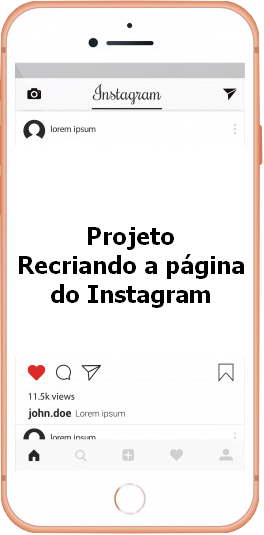 Instagram
lorem ipsum
Projeto
Recriando a página
do Instagram
11.5k views
john.doe Lorem ipsum
lorem ipsum